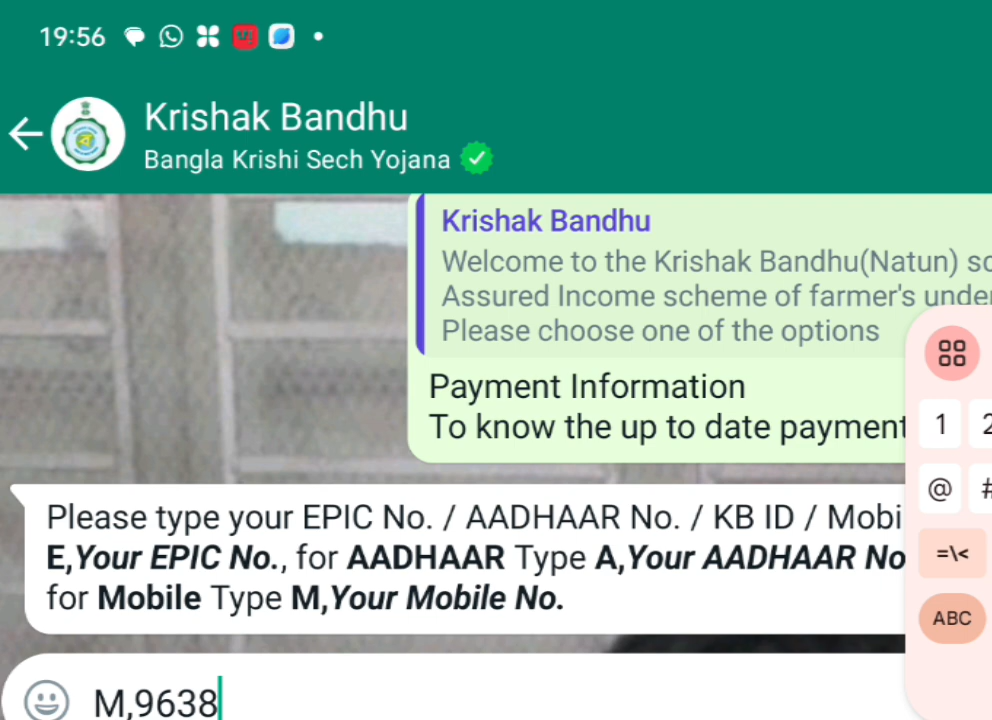 19:56
Krishak Bandhu
Bangla Krishi Sech Yojana
Krishak Bandhu
Welcome to the Krishak Bandhu(Natun) sc
Assured Income scheme of farmer's under
Please choose one of the options
Payment Information
To know the up to date payment
Please type your EPIC No. / AADHAAR No. / KB ID / Mobi
E,Your EPIC No., for AADHAAR Type A,Your AADHAAR No
for Mobile Type M,Your Mobile No.
M,9638
1 2
@ #
=\<
ABC